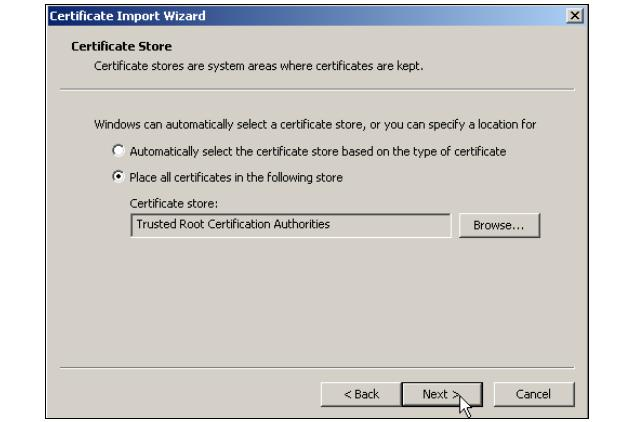 Certificate Import Wizard
Certificate Store
Certificate stores are system areas where certificates are kept.
Windows can automatically select a certificate store, or you can specify a location for
Automatically select the certificate store based on the type of certificate
Place all certificates in the following store
Certificate store:
Trusted Root Certification Authorities
Browse...
< Back
Next >
Cancel